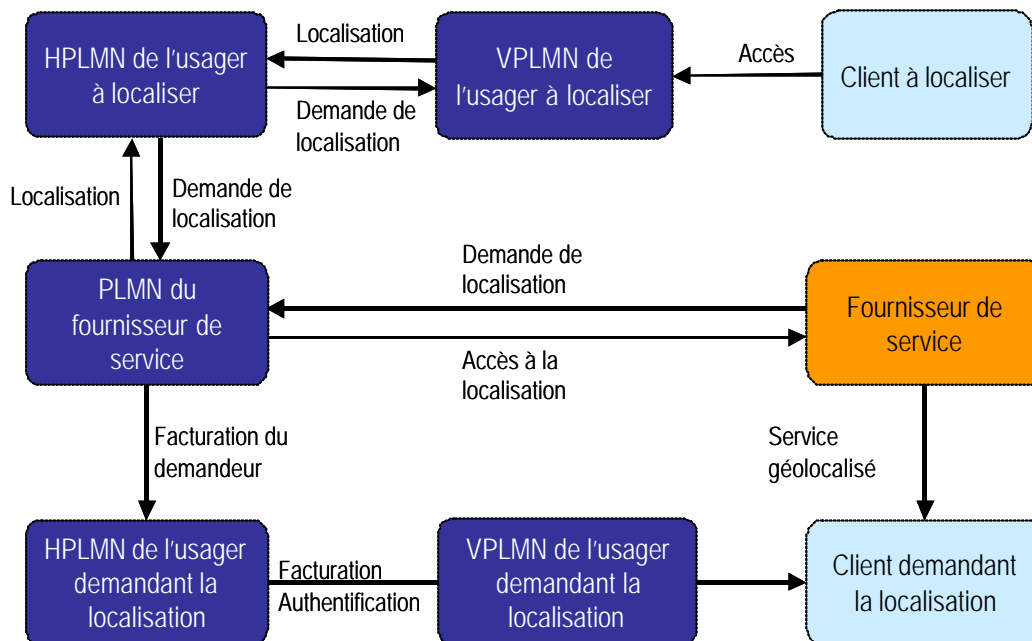 HPLMN de l'usager
à localiser
Localisation
Demande de
localisation
VPLMN de
l'usager à localiser
Accès
Client à localiser
Localisation
Demande de
localisation
PLMN du
fournisseur de
service
Demande de
localisation
Accès à la
localisation
Fournisseur de
service
Facturation du
demandeur
Service
géolocalisé
HPLMN de l'usager
demandant la
localisation
Facturation
Authentification
VPLMN de l'usager
demandant la
localisation
Client demandant
la localisation